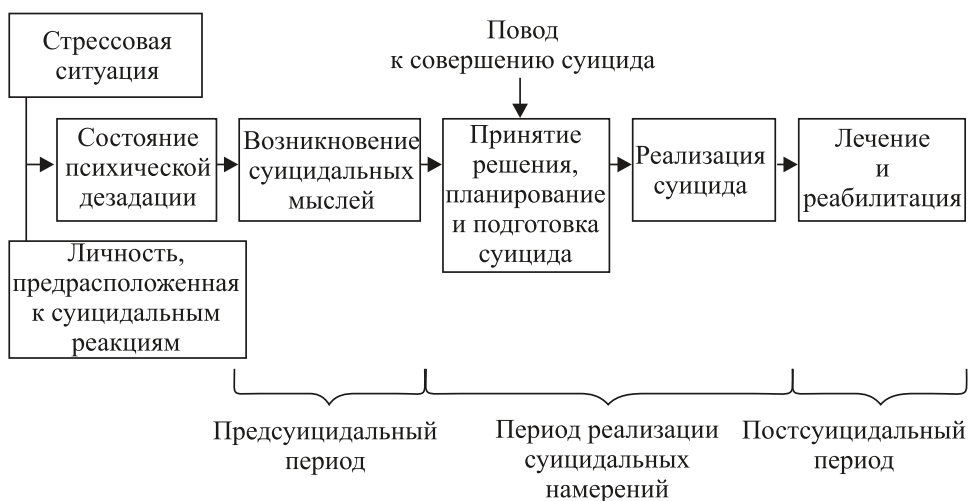 Стрессовая
ситуация
Повод
к совершению суицида
Состояние
психической
дезадации
Возникновение
суицидальных
мыслей
Принятие
решения,
планирование
и подготовка
суицида
Реализация
суицида
Лечение
и
реабилитация
Личность,
предрасположенная
к суицидальным
реакциям
Предсуицидальный
период
Период реализации
суицидальных
намерений
Постсуицидальный
период